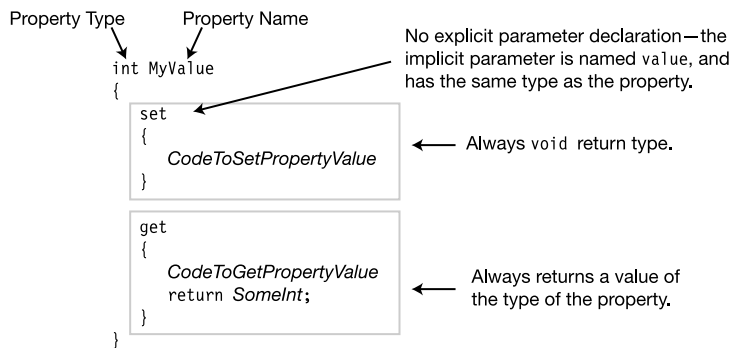 Property Type
Property Name
No explicit parameter declaration—the
implicit parameter is named value, and
has the same type as the property.
int MyValue
{
set
{
CodeToSetPropertyValue
}
Always void return type.
get
{
CodeToGetPropertyValue
return SomeInt;
}
Always returns a value of
the type of the property.
}